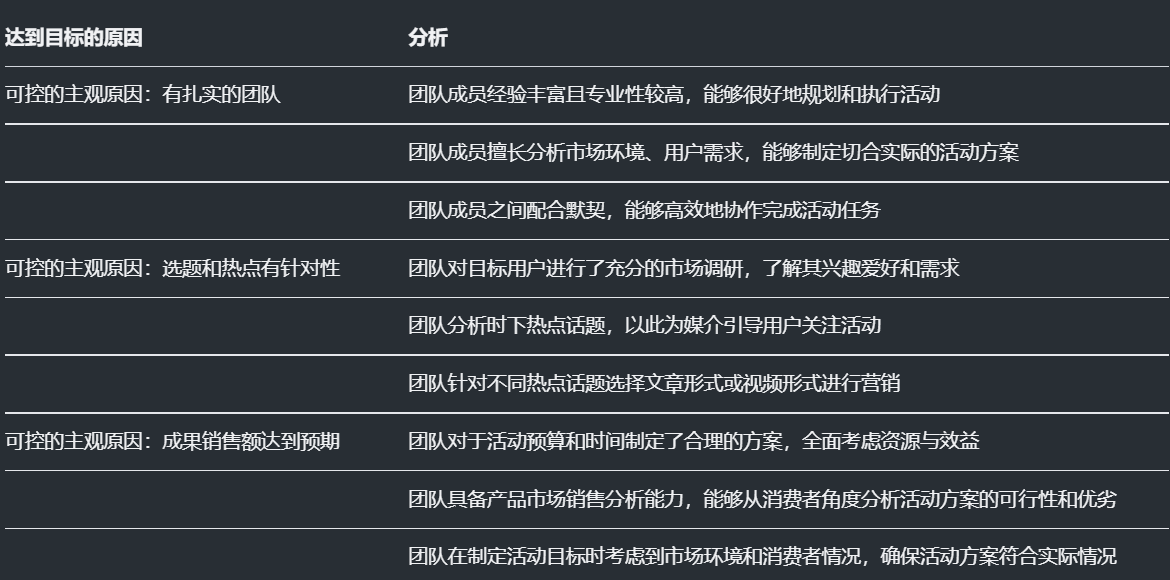 达到目标的原因 分析
可控的主观原因：有扎实的团队 团队成员经验丰富且专业性较高，能够很好地规划和执行活动
团队成员擅长分析市场环境、用户需求，能够制定切合实际的活动方案
团队成员之间配合默契，能够高效地协作完成活动任务
可控的主观原因：选题和热点有针对性 团队对目标用户进行了充分的市场调研，了解其兴趣爱好和需求
团队分析时下热点话题，以此为媒介引导用户关注活动
团队针对不同热点话题选择文章形式或视频形式进行营销
可控的主观原因：成果销售额达到预期 团队对于活动预算和时间制定了合理的方案，全面考虑资源与效益
团队具备产品市场销售分析能力，能够从消费者角度分析活动方案的可行性和优劣
团队在制定活动目标时考虑到市场环境和消费者情况，确保活动方案符合实际情况